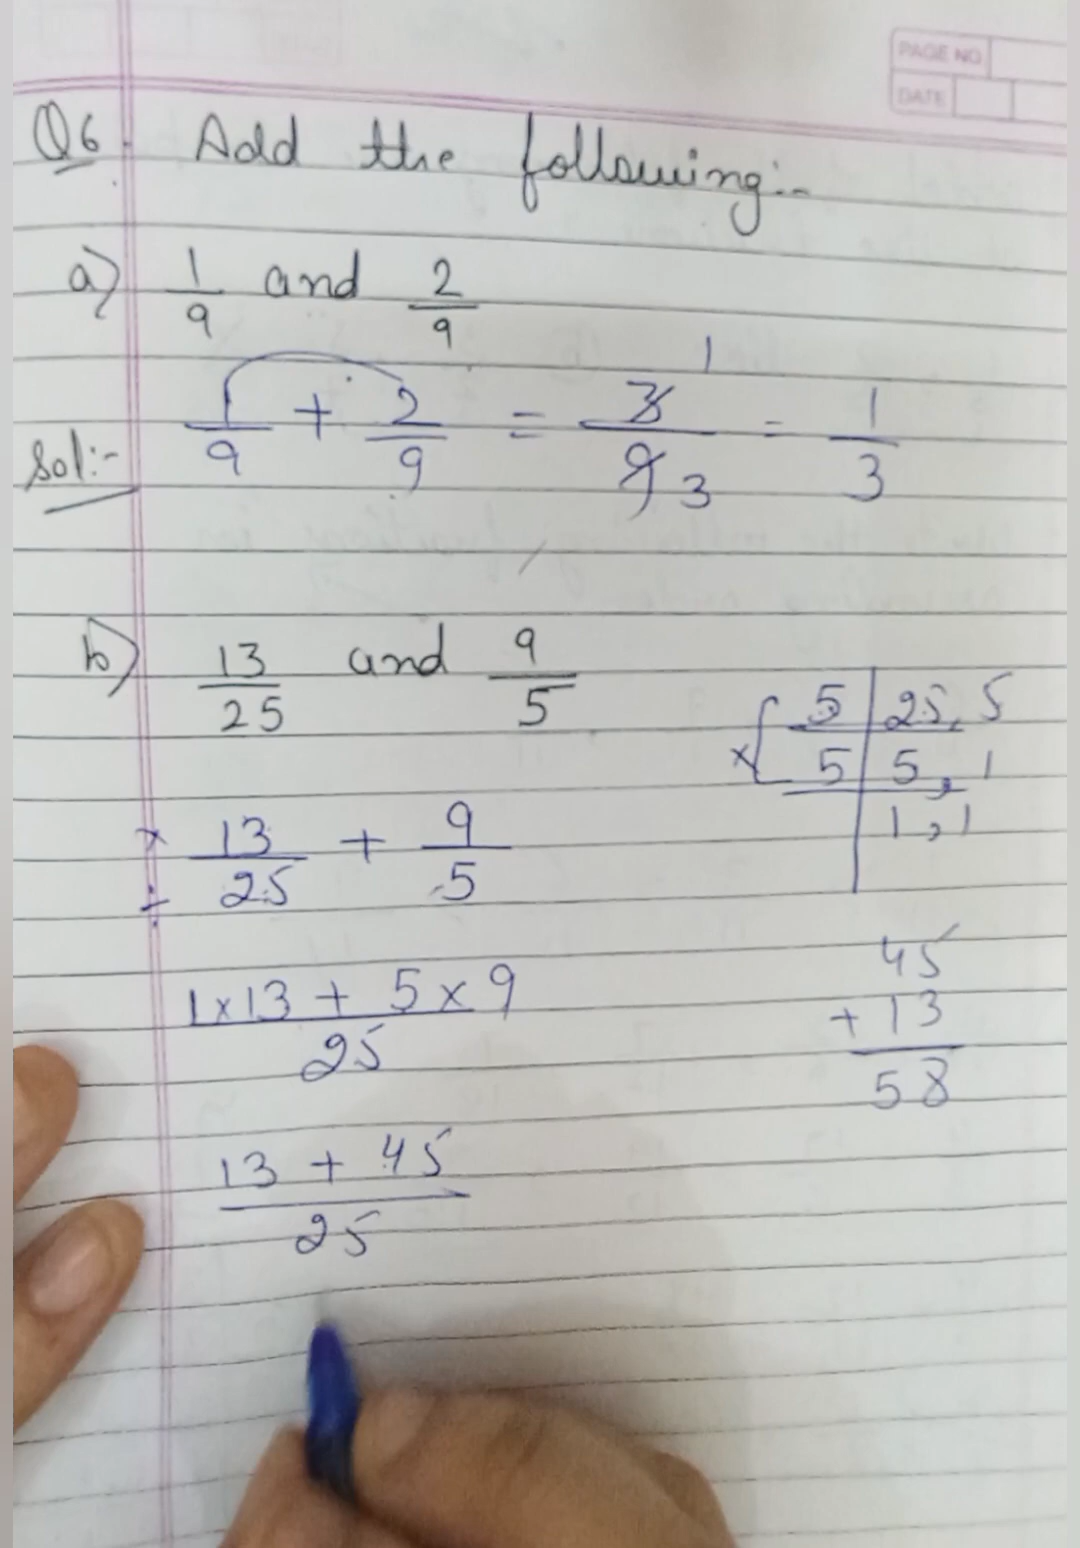 PAGE NO
DATE
Q6 Add the following:-
a) 1/9 and 2/9
Sol:- 1/9 + 2/9 = 3/9 1 3 = 1/3
b) 13/25 and 9/5
5 | 25, 5
× 5 | 5, 1
1, 1
× ÷ 13/25 + 9/5
1×13 + 5×9 / 25
45
+ 13
58
13 + 45 / 25